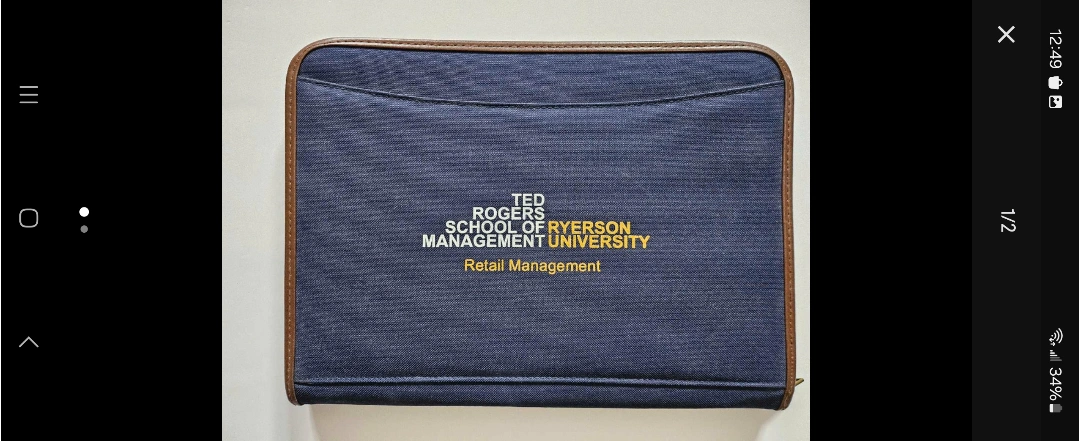 TED
ROGERS
SCHOOL OF RYERSON
MANAGEMENT UNIVERSITY
Retail Management
12:49
1/2
34%